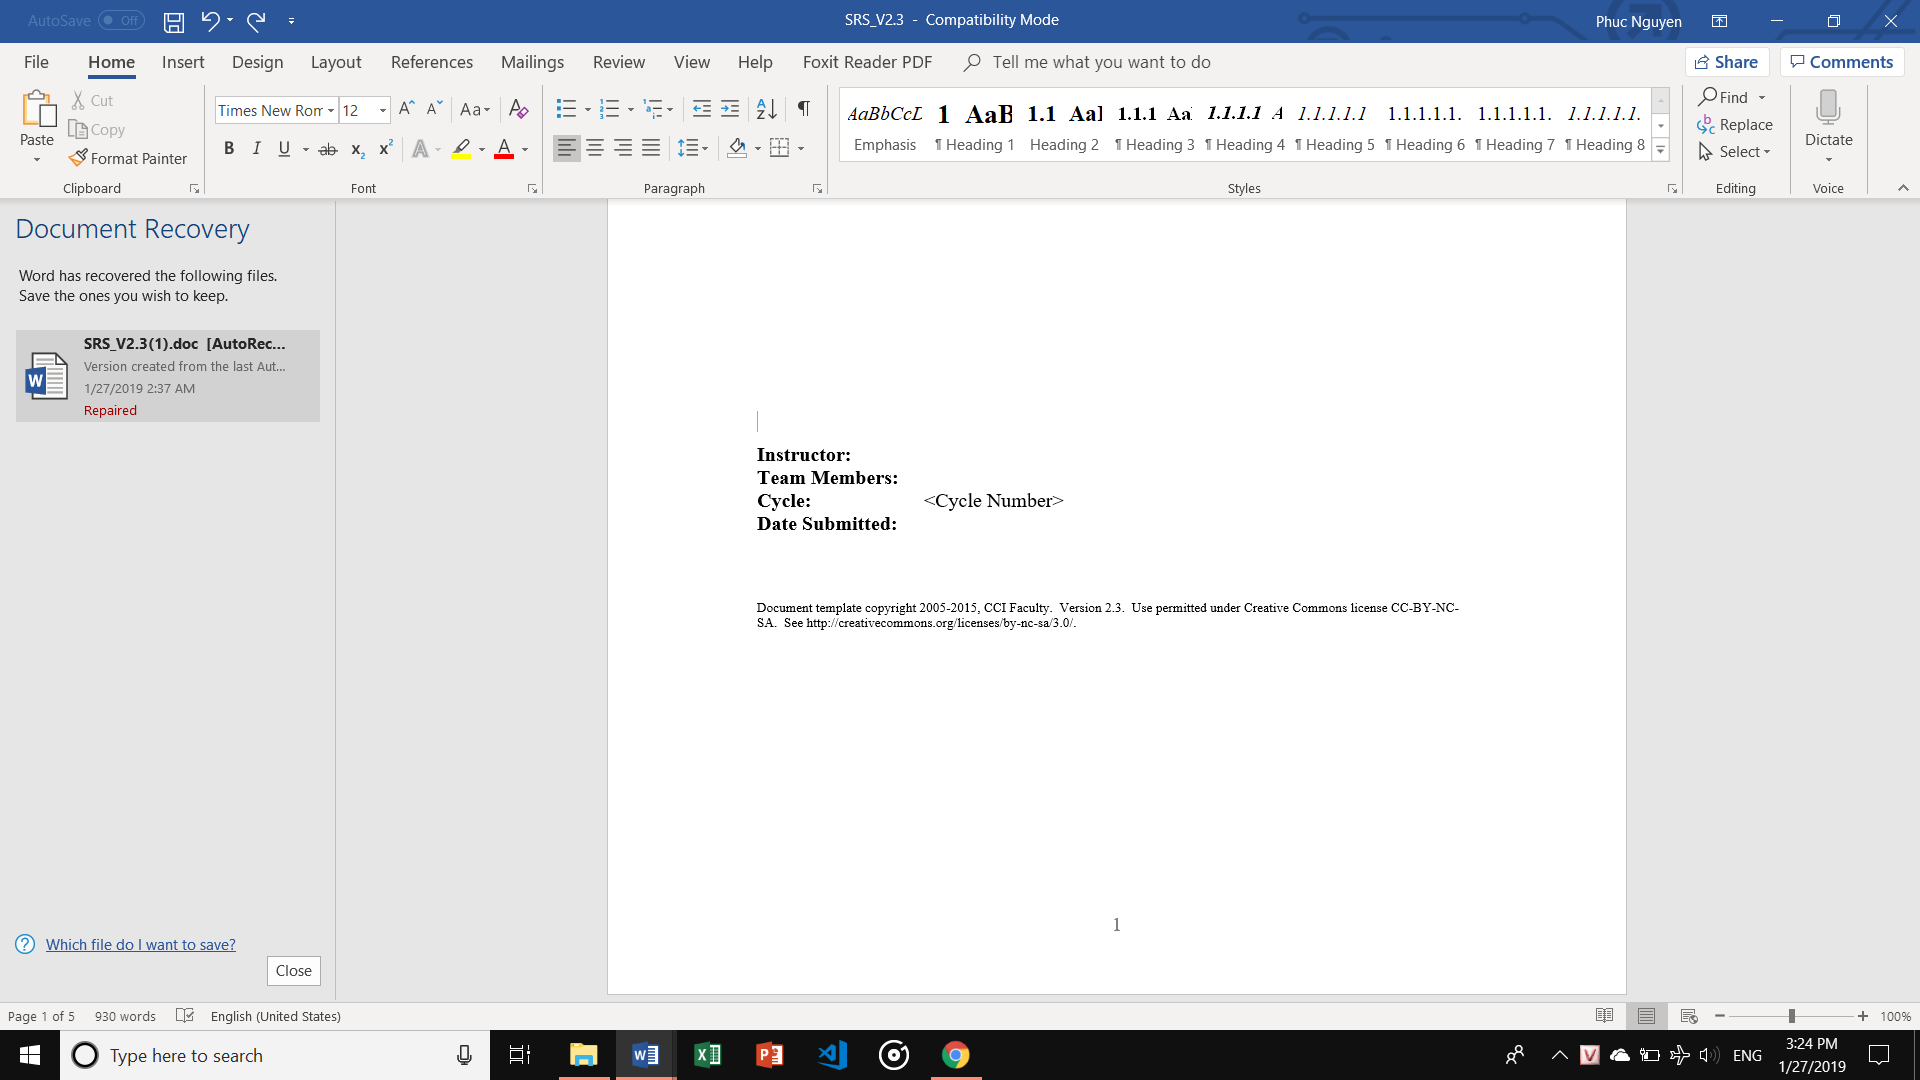 AutoSave Off
SRS_V2.3 - Compatibility Mode
Phuc Nguyen
File Home Insert Design Layout References Mailings Review View Help Foxit Reader PDF Tell me what you want to do
Share Comments
Paste
Cut
Copy
Format Painter
Clipboard
Times New Rom 12
Aa
B I U ab x2 x2 A A
Font
Paragraph
AaBbCcD 1 AaB 1.1 AaI 1.1.1 Aa 1.1.1.1 A 1.1.1.1.1 1.1.1.1.1. 1.1.1.1.1. 1.1.1.1.1.
Emphasis ¶ Heading 1 Heading 2 ¶ Heading 3 ¶ Heading 4 ¶ Heading 5 ¶ Heading 6 ¶ Heading 7 ¶ Heading 8
Styles
Find
Replace
Select
Editing
Dictate
Voice
Document Recovery
Word has recovered the following files.
Save the ones you wish to keep.
SRS_V2.3(1).doc [AutoRec...
Version created from the last Aut...
1/27/2019 2:37 AM
Repaired
Which file do I want to save?
Close
Instructor:
Team Members:
Cycle: <Cycle Number>
Date Submitted:
Document template copyright 2005-2015, CCI Faculty. Version 2.3. Use permitted under Creative Commons license CC-BY-NC-
SA. See http://creativecommons.org/licenses/by-nc-sa/3.0/.
1
Page 1 of 5 930 words English (United States)
100%
Type here to search
ENG
3:24 PM
1/27/2019